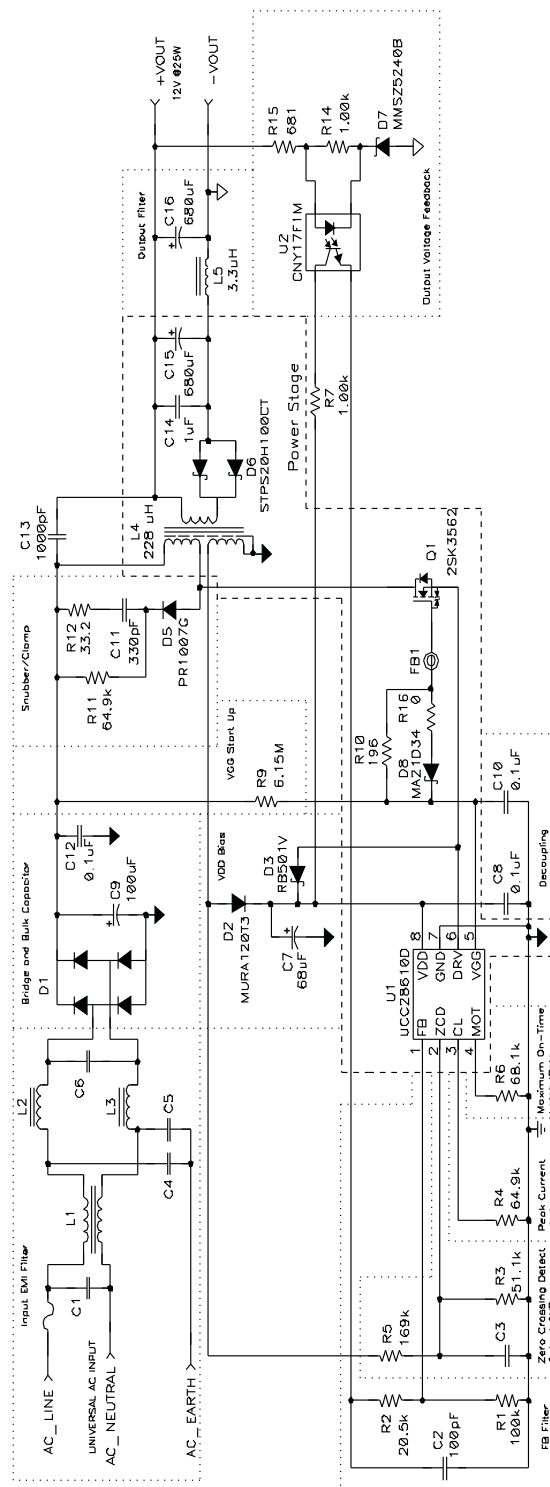 Input EMI Filter
AC_LINE
UNIVERSAL AC INPUT
AC_NEUTRAL
AC_EARTH
C1
L1
C4
C5
L2
L3
C6
Bridge and Bulk Capacitor
D1
C9
100uF
C12
0.1uF
Snubber/Clamp
R11
64.9k
R12
33.2
C11
330pF
D5
PR1007G
C13
1000pF
L4
228 uH
D6
STPS20H100CT
C14
1uF
C15
680uF
Power Stage
Output Filter
L5
3.3uH
C16
680uF
+VOUT
12V @25W
-VOUT
R15
681
R14
1.00k
D7
MMSZ5240B
U2
CNY17F1M
Output Voltage Feedback
R7
1.00k
VGG Start Up
R9
6.15M
VDD Bias
D2
MURA120T3
C7
68uF
D3
RB501V
R10
196
R16
0
D8
MA21D34
FB1
Q1
2SK3562
C10
0.1uF
C8
0.1uF
Decoupling
U1
UCC28610D
1 FB VDD 8
2 ZCD GND 7
3 CL DRV 6
4 MOT VGG 5
R6
68.1k
Maximum On-Time
R4
64.9k
Peak Current
R5
169k
R3
51.1k
C3
Zero Crossing Detect
R2
20.5k
R1
100k
C2
100pF
FB Filter